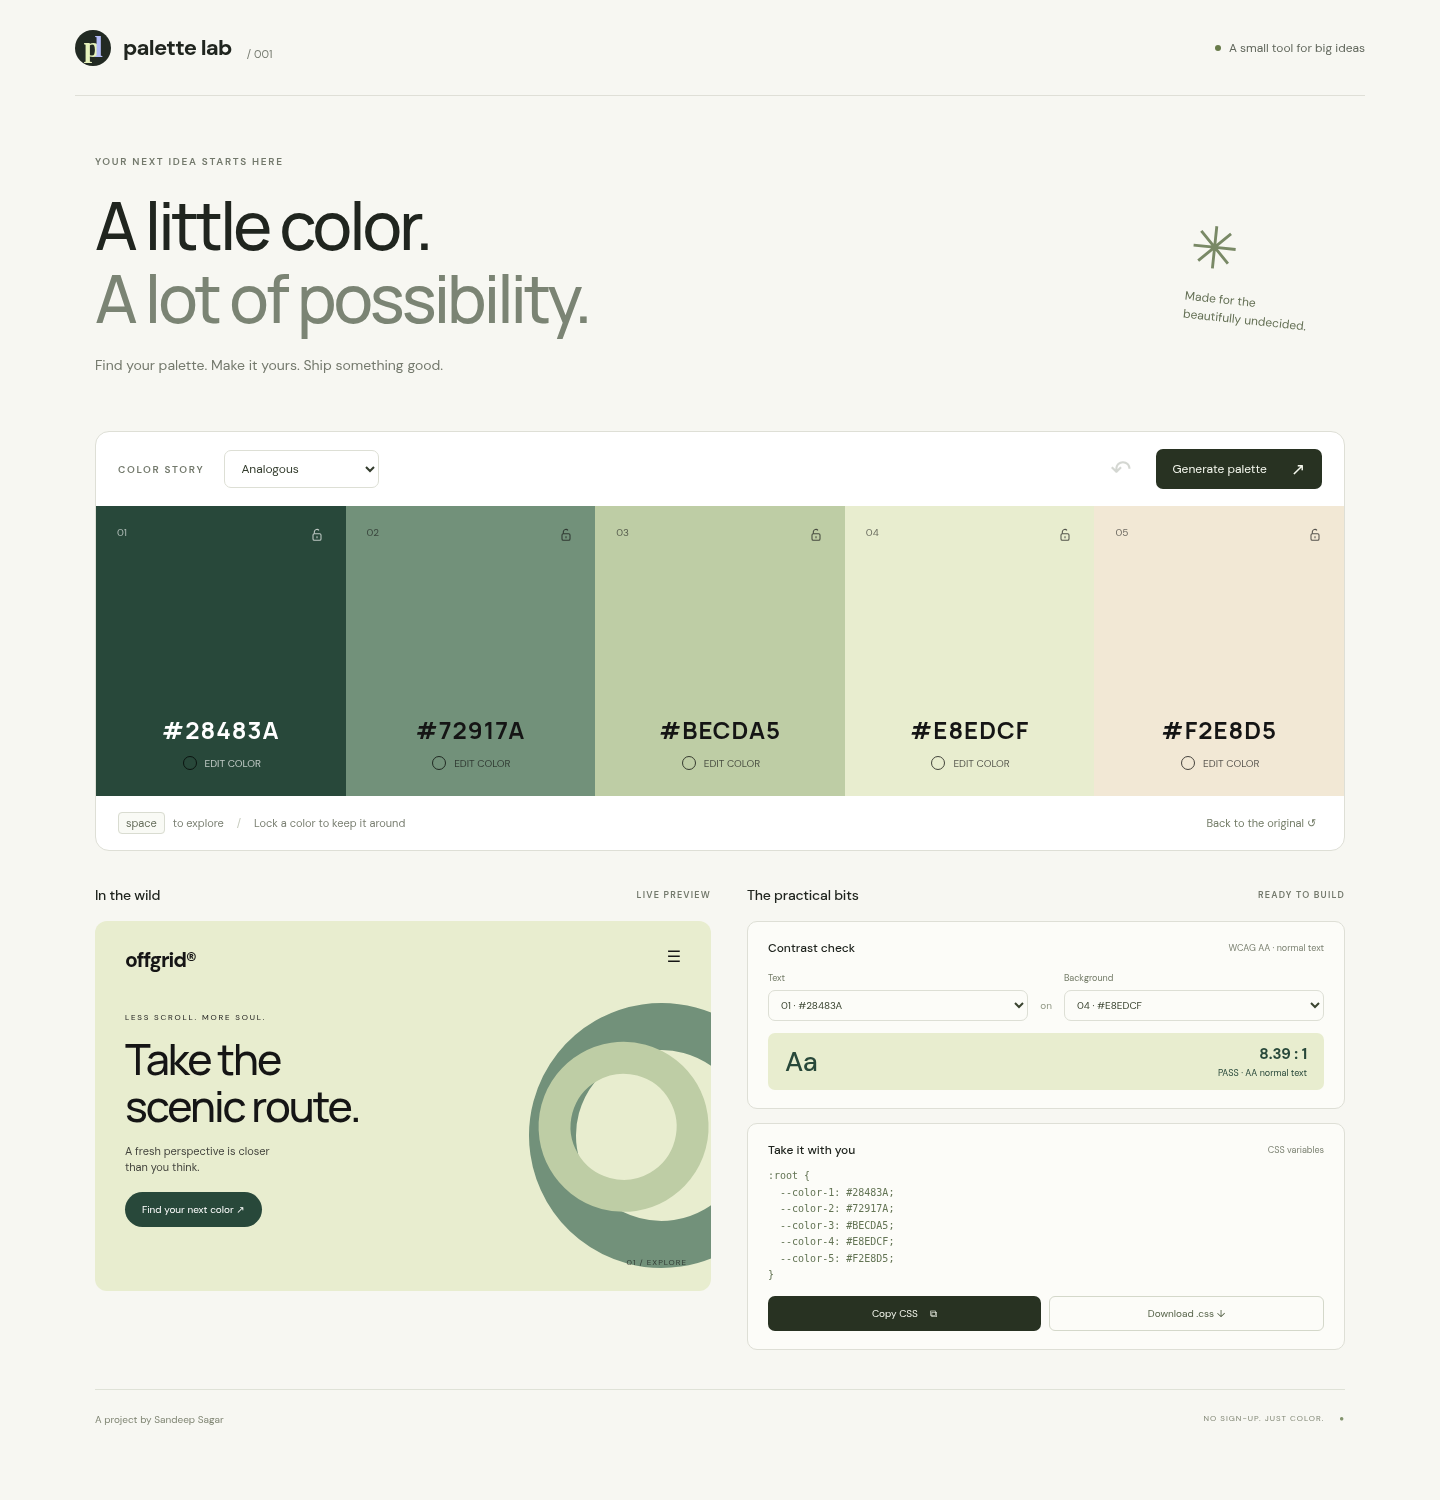 pl palette lab / 001
A small tool for big ideas
YOUR NEXT IDEA STARTS HERE
A little color.
A lot of possibility.
Find your palette. Make it yours. Ship something good.
Made for the
beautifully undecided.
COLOR STORY
Analogous
Generate palette ↗
01
02
03
04
05
#28483A
#72917A
#BECDA5
#E8EDCF
#F2E8D5
EDIT COLOR
EDIT COLOR
EDIT COLOR
EDIT COLOR
EDIT COLOR
space to explore / Lock a color to keep it around
Back to the original ↺
In the wild
LIVE PREVIEW
offgrid®
LESS SCROLL. MORE SOUL.
Take the
scenic route.
A fresh perspective is closer
than you think.
Find your next color ↗
01 / EXPLORE
The practical bits
READY TO BUILD
Contrast check
WCAG AA · normal text
Text
Background
01 · #28483A
on
04 · #E8EDCF
Aa
8.39 : 1
PASS · AA normal text
Take it with you
CSS variables
:root {
--color-1: #28483A;
--color-2: #72917A;
--color-3: #BECDA5;
--color-4: #E8EDCF;
--color-5: #F2E8D5;
}
Copy CSS
Download .css ↓
A project by Sandeep Sagar
NO SIGN-UP. JUST COLOR.